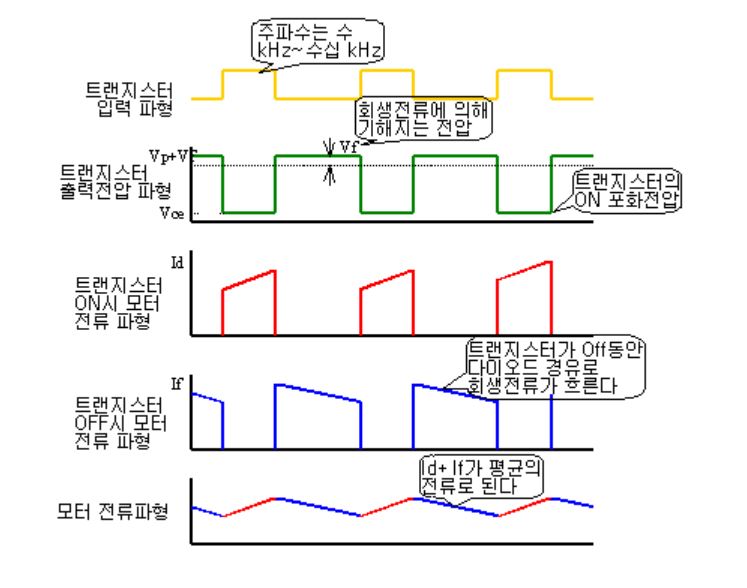 주파수는 수
kHz~ 수십 kHz
트랜지스터
입력 파형
회생전류에 의해
가해지는 전압
Vf
Vp+Vf
트랜지스터
출력전압 파형
트랜지스터의
ON 포화전압
Vce
Id
트랜지스터
ON시 모터
전류 파형
트랜지스터가 Off동안
다이오드 경유로
회생전류가 흐른다
If
트랜지스터
OFF시 모터
전류 파형
Id+ If가 평균의
전류로 된다
모터 전류파형